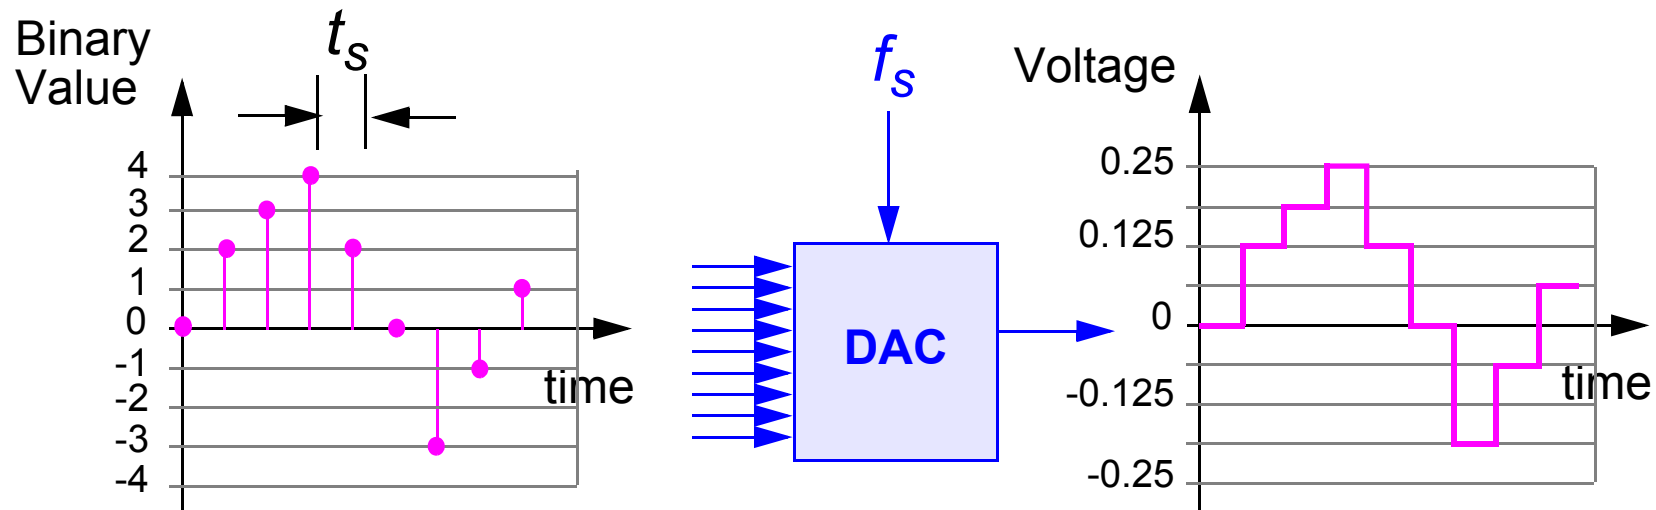 Binary
Value
t_s
4
3
2
1
0
-1
-2
-3
-4
time
f_s
DAC
Voltage
0.25
0.125
0
-0.125
-0.25
time